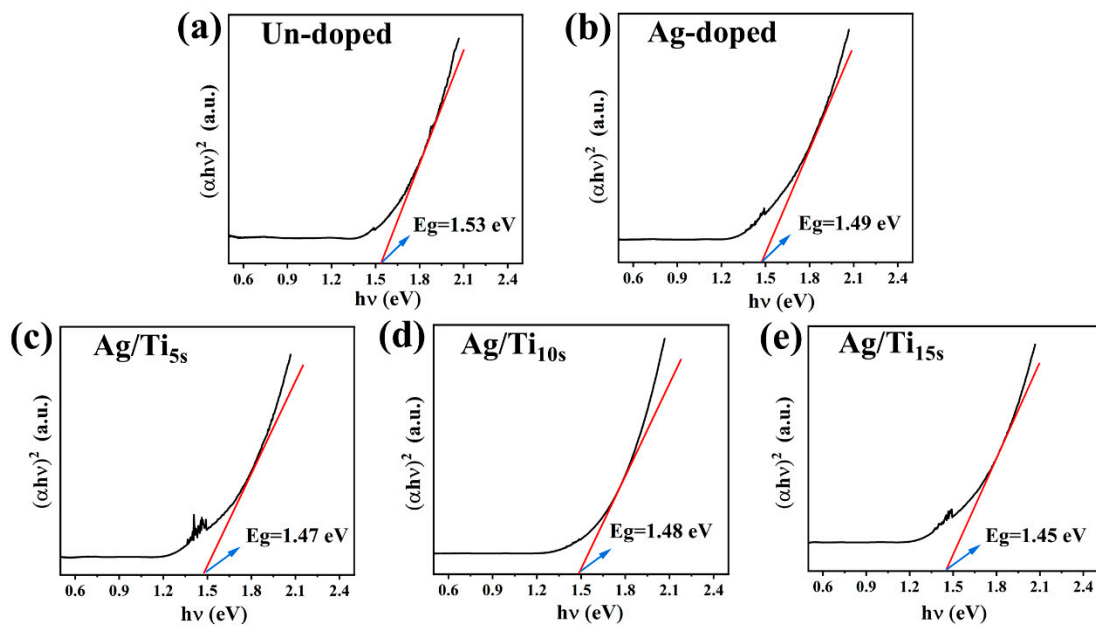 (a)
Un-doped
(αhν)² (a.u.)
Eg=1.53 eV
0.6 0.9 1.2 1.5 1.8 2.1 2.4
hν (eV)
(b)
Ag-doped
(αhν)² (a.u.)
Eg=1.49 eV
0.6 0.9 1.2 1.5 1.8 2.1 2.4
hν (eV)
(c)
Ag/Ti5s
(αhν)² (a.u.)
Eg=1.47 eV
0.6 0.9 1.2 1.5 1.8 2.1 2.4
hν (eV)
(d)
Ag/Ti10s
(αhν)² (a.u.)
Eg=1.48 eV
0.6 0.9 1.2 1.5 1.8 2.1 2.4
hν (eV)
(e)
Ag/Ti15s
(αhν)² (a.u.)
Eg=1.45 eV
0.6 0.9 1.2 1.5 1.8 2.1 2.4
hν (eV)